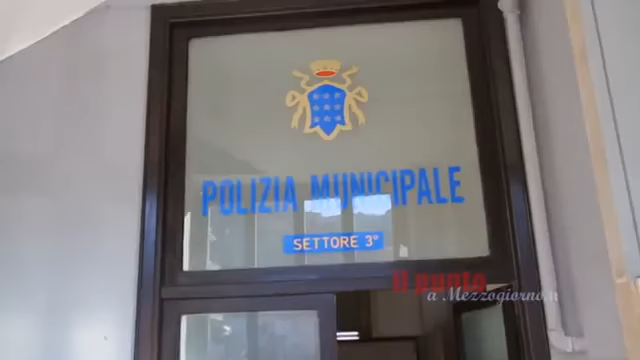 POLIZIA MUNICIPALE
SETTORE 3°
il punto
a Mezzogiorno.it